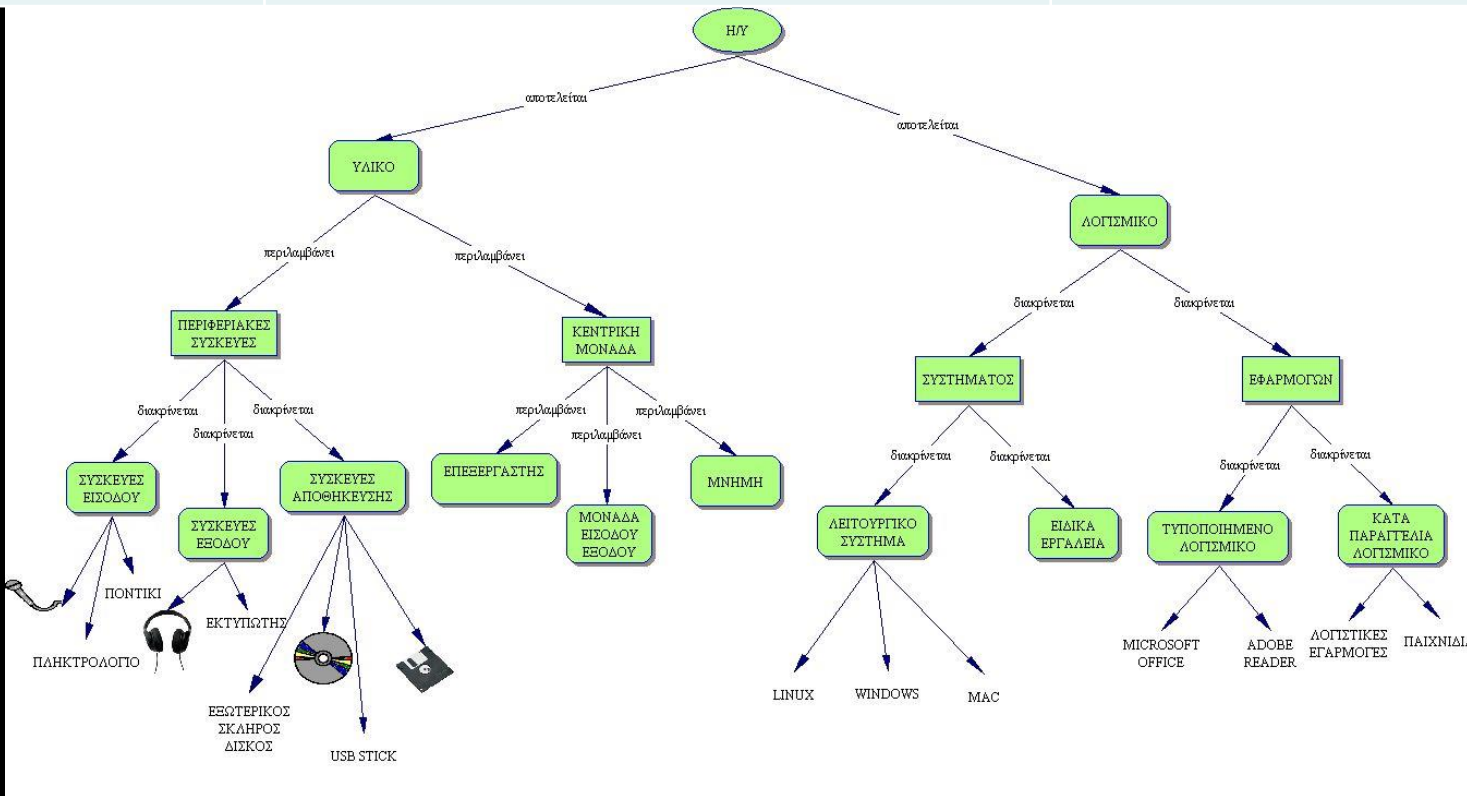 Η/Υ
αποτελείται
αποτελείται
ΥΛΙΚΟ
ΛΟΓΙΣΜΙΚΟ
περιλαμβάνει
περιλαμβάνει
διακρίνεται
διακρίνεται
ΠΕΡΙΦΕΡΙΑΚΕΣ
ΣΥΣΚΕΥΕΣ
ΚΕΝΤΡΙΚΗ
ΜΟΝΑΔΑ
ΣΥΣΤΗΜΑΤΟΣ
ΕΦΑΡΜΟΓΩΝ
διακρίνεται
διακρίνεται
διακρίνεται
περιλαμβάνει
περιλαμβάνει
περιλαμβάνει
διακρίνεται
διακρίνεται
διακρίνεται
διακρίνεται
ΣΥΣΚΕΥΕΣ
ΕΙΣΟΔΟΥ
ΣΥΣΚΕΥΕΣ
ΕΞΟΔΟΥ
ΣΥΣΚΕΥΕΣ
ΑΠΟΘΗΚΕΥΣΗΣ
ΕΠΕΞΕΡΓΑΣΤΗΣ
ΜΟΝΑΔΑ
ΕΙΣΟΔΟΥ
ΕΞΟΔΟΥ
ΜΝΗΜΗ
ΛΕΙΤΟΥΡΓΙΚΟ
ΣΥΣΤΗΜΑ
ΕΙΔΙΚΑ
ΕΡΓΑΛΕΙΑ
ΤΥΠΟΠΟΙΗΜΕΝΟ
ΛΟΓΙΣΜΙΚΟ
ΚΑΤΑ
ΠΑΡΑΓΓΕΛΙΑ
ΛΟΓΙΣΜΙΚΟ
ΠΟΝΤΙΚΙ
ΠΛΗΚΤΡΟΛΟΓΙΟ
ΕΚΤΥΠΩΤΗΣ
ΕΞΩΤΕΡΙΚΟΣ
ΣΚΛΗΡΟΣ
ΔΙΣΚΟΣ
USB STICK
LINUX
WINDOWS
MAC
MICROSOFT
OFFICE
ADOBE
READER
ΛΟΓΙΣΤΙΚΕΣ
ΕΓΑΡΜΟΓΕΣ
ΠΑΙΧΝΙΔΙΑ